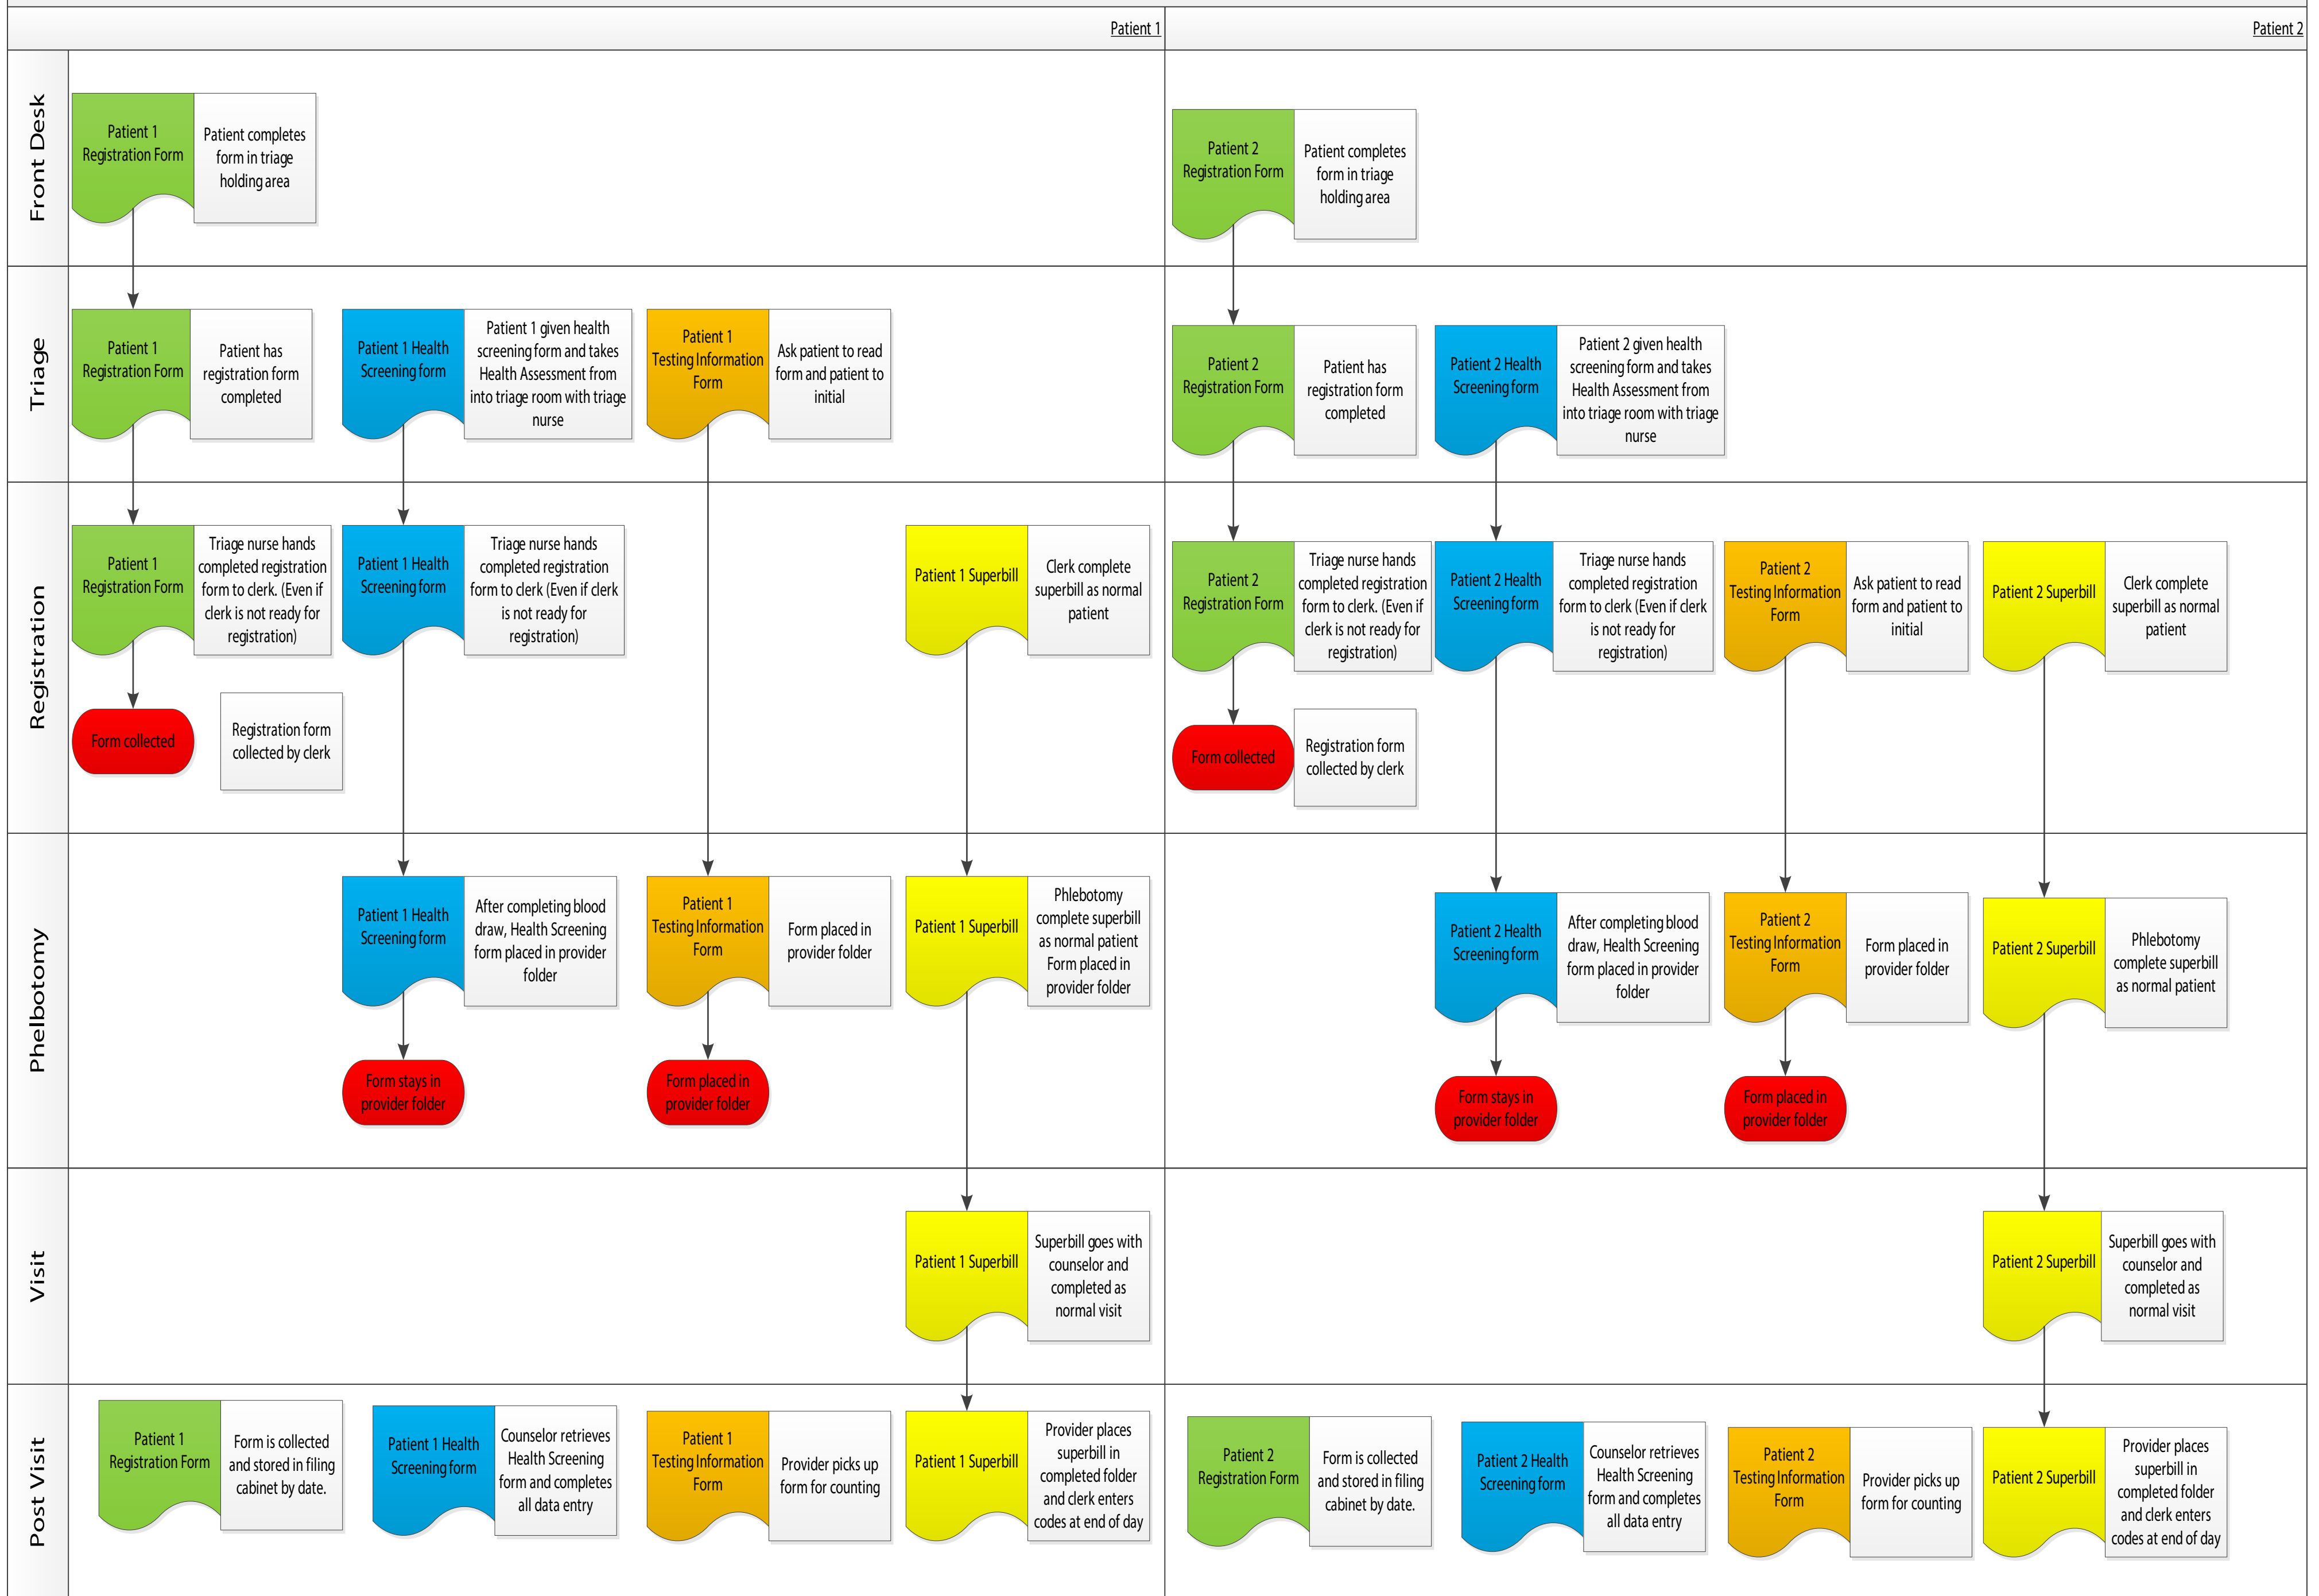 Patient 1
Patient 2
Front Desk
Patient 1
Registration Form
Patient completes
form in triage
holding area
Patient 2
Registration Form
Patient completes
form in triage
holding area
Triage
Patient 1
Registration Form
Patient has
registration form
completed
Patient 1 Health
Screening form
Patient 1 given health
screening form and takes
Health Assessment from
into triage room with triage
nurse
Patient 1
Testing Information
Form
Ask patient to read
form and patient to
initial
Patient 2
Registration Form
Patient has
registration form
completed
Patient 2 Health
Screening form
Patient 2 given health
screening form and takes
Health Assessment from
into triage room with triage
nurse
Registration
Patient 1
Registration Form
Triage nurse hands
completed registration
form to clerk. (Even if
clerk is not ready for
registration)
Patient 1 Health
Screening form
Triage nurse hands
completed registration
form to clerk (Even if clerk
is not ready for
registration)
Patient 1 Superbill
Clerk complete
superbill as normal
patient
Form collected
Registration form
collected by clerk
Patient 2
Registration Form
Triage nurse hands
completed registration
form to clerk. (Even if
clerk is not ready for
registration)
Patient 2 Health
Screening form
Triage nurse hands
completed registration
form to clerk (Even if clerk
is not ready for
registration)
Patient 2
Testing Information
Form
Ask patient to read
form and patient to
initial
Patient 2 Superbill
Clerk complete
superbill as normal
patient
Form collected
Registration form
collected by clerk
Phelbotomy
Patient 1 Health
Screening form
After completing blood
draw, Health Screening
form placed in provider
folder
Patient 1
Testing Information
Form
Form placed in
provider folder
Patient 1 Superbill
Phlebotomy
complete superbill
as normal patient
Form placed in
provider folder
Form stays in
provider folder
Form placed in
provider folder
Patient 2 Health
Screening form
After completing blood
draw, Health Screening
form placed in provider
folder
Patient 2
Testing Information
Form
Form placed in
provider folder
Patient 2 Superbill
Phlebotomy
complete superbill
as normal patient
Form stays in
provider folder
Form placed in
provider folder
Visit
Patient 1 Superbill
Superbill goes with
counselor and
completed as
normal visit
Patient 2 Superbill
Superbill goes with
counselor and
completed as
normal visit
Post Visit
Patient 1
Registration Form
Form is collected
and stored in filing
cabinet by date.
Patient 1 Health
Screening form
Counselor retrieves
Health Screening
form and completes
all data entry
Patient 1
Testing Information
Form
Provider picks up
form for counting
Patient 1 Superbill
Provider places
superbill in
completed folder
and clerk enters
codes at end of day
Patient 2
Registration Form
Form is collected
and stored in filing
cabinet by date.
Patient 2 Health
Screening form
Counselor retrieves
Health Screening
form and completes
all data entry
Patient 2
Testing Information
Form
Provider picks up
form for counting
Patient 2 Superbill
Provider places
superbill in
completed folder
and clerk enters
codes at end of day